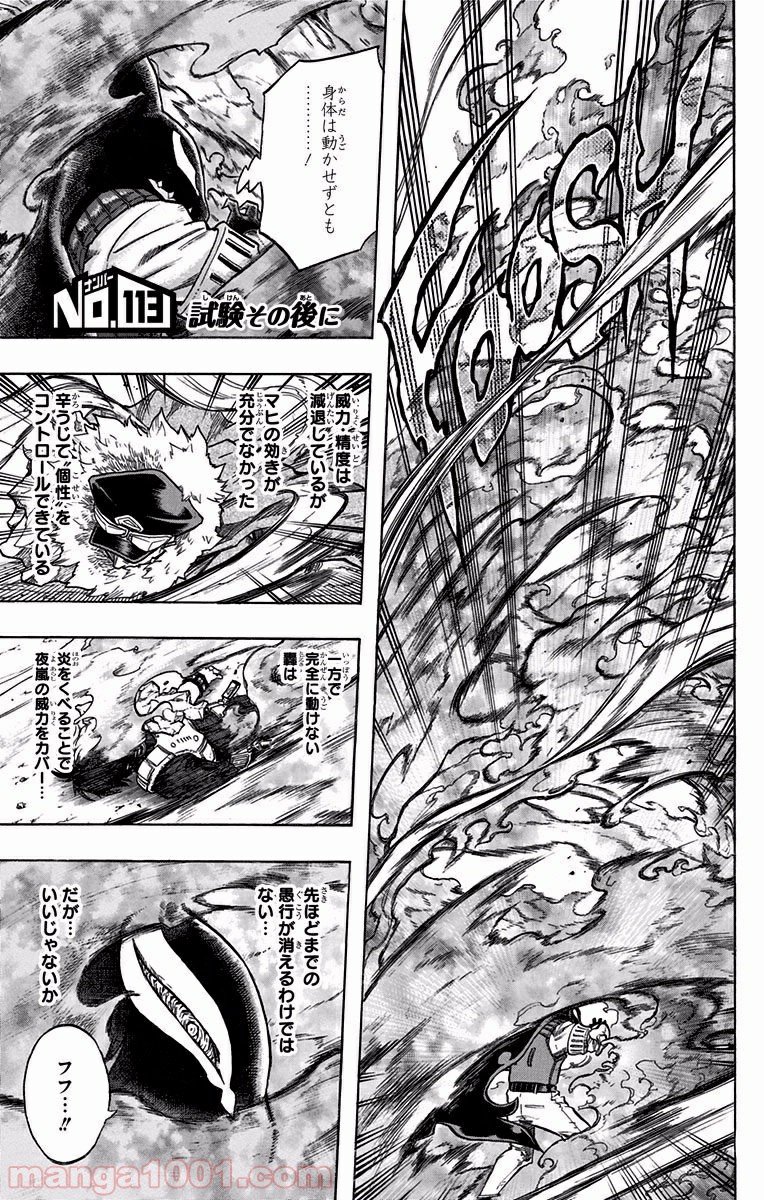 身体は動かせずとも
…………!
ナンバー
No.113
試験その後に
威力・精度は
減退しているが
マヒの効きが
充分でなかった
辛うじて〝個性〟を
コントロールできている
一方で
完全に動けない
轟は
炎をくべることで
夜嵐の威力をカバー…
先ほどまでの
愚行が消えるわけでは
ない…
だが…
いいじゃないか
フフ…!!
manga1001.com